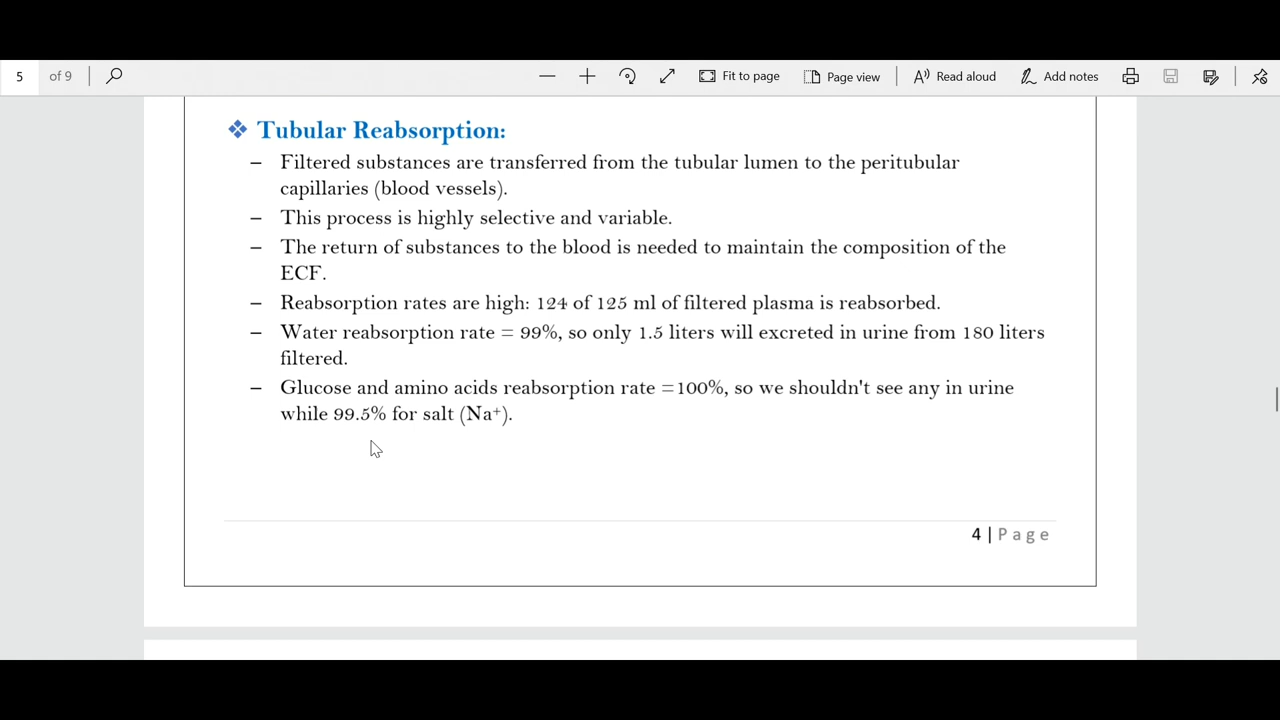 5 of 9 Fit to page Page view Read aloud Add notes
❖ Tubular Reabsorption:
– Filtered substances are transferred from the tubular lumen to the peritubular
capillaries (blood vessels).
– This process is highly selective and variable.
– The return of substances to the blood is needed to maintain the composition of the
ECF.
– Reabsorption rates are high: 124 of 125 ml of filtered plasma is reabsorbed.
– Water reabsorption rate = 99%, so only 1.5 liters will excreted in urine from 180 liters
filtered.
– Glucose and amino acids reabsorption rate =100%, so we shouldn't see any in urine
while 99.5% for salt (Na⁺).
4 | Page